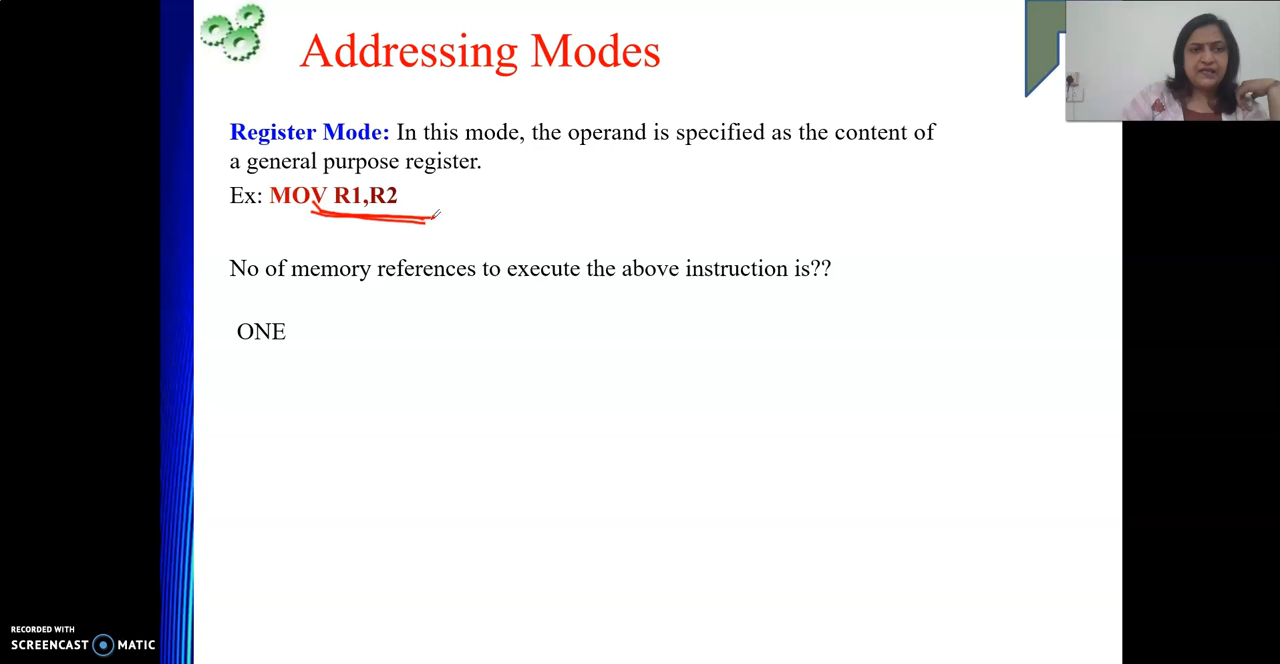 Addressing Modes
Register Mode: In this mode, the operand is specified as the content of
a general purpose register.
Ex: MOV R1,R2
No of memory references to execute the above instruction is??
ONE
RECORDED WITH
SCREENCAST MATIC